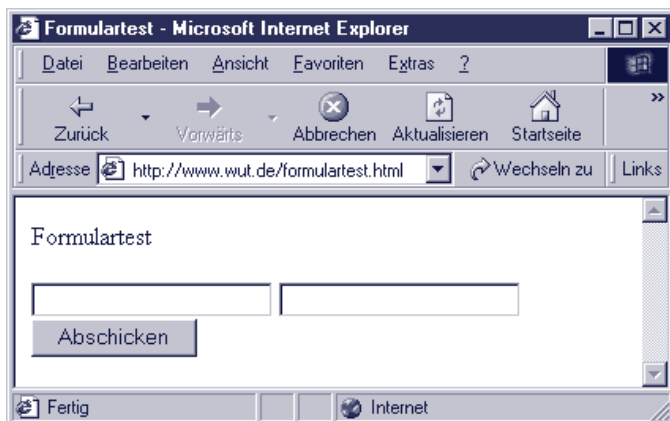 Formulartest - Microsoft Internet Explorer
Datei Bearbeiten Ansicht Favoriten Extras ?
Zurück Vorwärts Abbrechen Aktualisieren Startseite »
Adresse http://www.wut.de/formulartest.html Wechseln zu Links
Formulartest
Abschicken
Fertig Internet